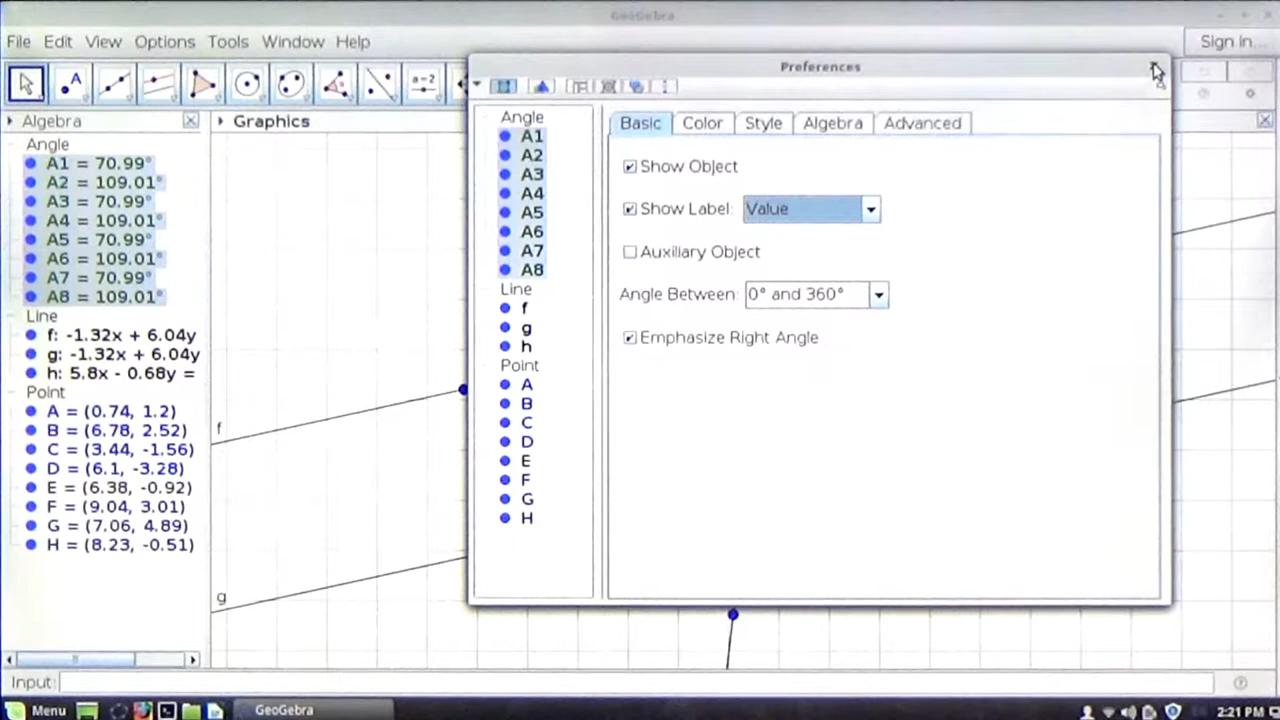 GeoGebra
File Edit View Options Tools Window Help
Sign in...
A
a=2
Preferences
Algebra
Graphics
Angle
A1 = 70.99°
A2 = 109.01°
A3 = 70.99°
A4 = 109.01°
A5 = 70.99°
A6 = 109.01°
A7 = 70.99°
A8 = 109.01°
Line
f: -1.32x + 6.04y
g: -1.32x + 6.04y
h: 5.8x - 0.68y =
Point
A = (0.74, 1.2)
B = (6.78, 2.52)
C = (3.44, -1.56)
D = (6.1, -3.28)
E = (6.38, -0.92)
F = (9.04, 3.01)
G = (7.06, 4.89)
H = (8.23, -0.51)
f
g
Angle
A1
A2
A3
A4
A5
A6
A7
A8
Line
f
g
h
Point
A
B
C
D
E
F
G
H
Basic Color Style Algebra Advanced
Show Object
Show Label: Value
Auxiliary Object
Angle Between: 0° and 360°
Emphasize Right Angle
Input:
Menu GeoGebra 2:21 PM